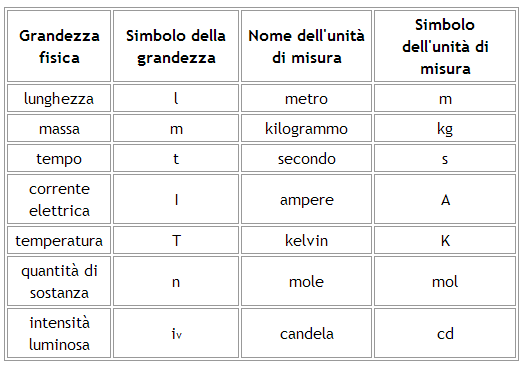 Grandezza fisica | Simbolo della grandezza | Nome dell'unità di misura | Simbolo dell'unità di misura
lunghezza | l | metro | m
massa | m | kilogrammo | kg
tempo | t | secondo | s
corrente elettrica | I | ampere | A
temperatura | T | kelvin | K
quantità di sostanza | n | mole | mol
intensità luminosa | iv | candela | cd